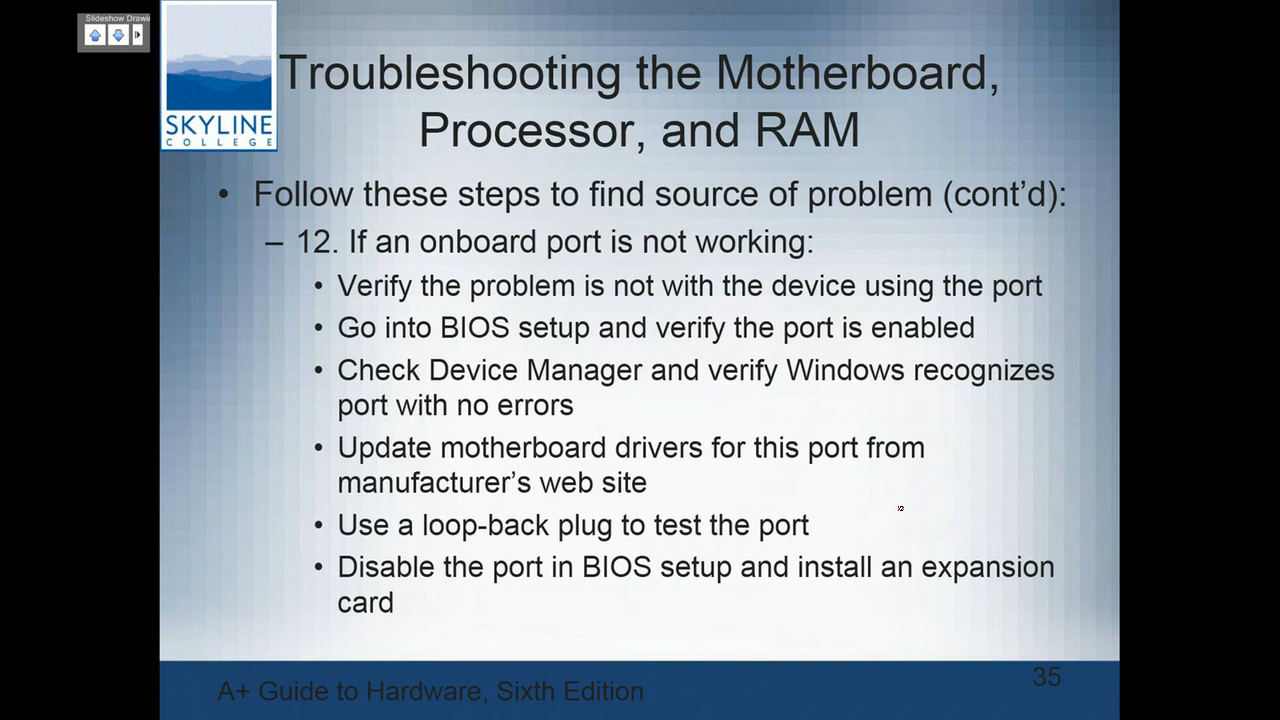 Slideshow Drawi
SKYLINE
COLLEGE
Troubleshooting the Motherboard,
Processor, and RAM
• Follow these steps to find source of problem (cont’d):
– 12. If an onboard port is not working:
• Verify the problem is not with the device using the port
• Go into BIOS setup and verify the port is enabled
• Check Device Manager and verify Windows recognizes
port with no errors
• Update motherboard drivers for this port from
manufacturer’s web site
• Use a loop-back plug to test the port
• Disable the port in BIOS setup and install an expansion
card
A+ Guide to Hardware, Sixth Edition
35